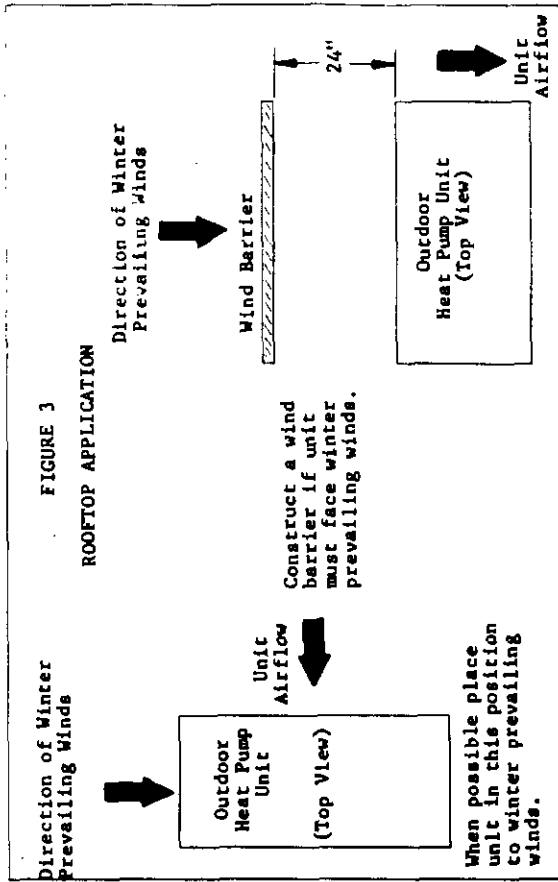 FIGURE 3
ROOFTOP APPLICATION
Direction of Winter
Prevailing Winds
Outdoor
Heat Pump
Unit
(Top View)
Unit
Airflow
When possible place
unit in this position
to winter prevailing
winds.
Construct a wind
barrier if unit
must face winter
prevailing winds.
Direction of Winter
Prevailing Winds
Wind Barrier
24"
Outdoor
Heat Pump Unit
(Top View)
Unit
Airflow